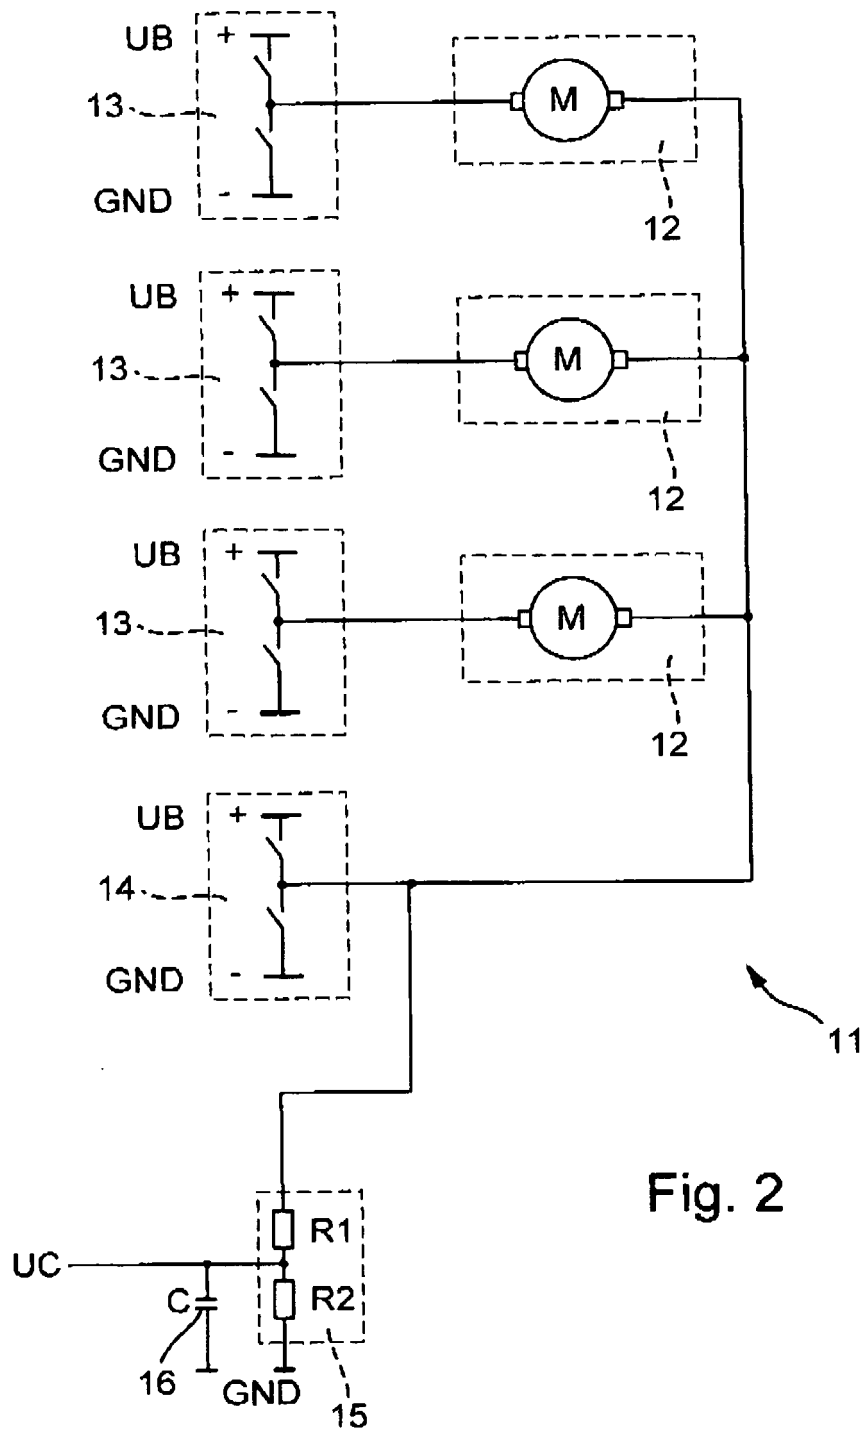 UB +
13
M
GND -
12
UB +
13
M
GND -
12
UB +
13
M
GND -
12
UB +
14
GND -
11
Fig. 2
R1
UC
C
R2
16
GND
15